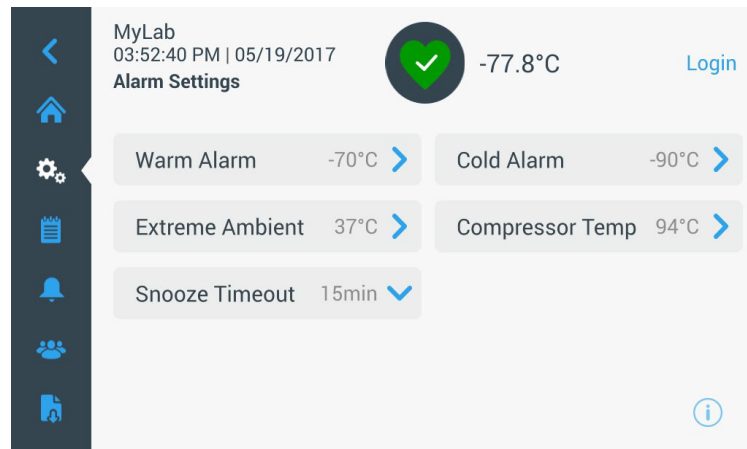 MyLab
03:52:40 PM | 05/19/2017
Alarm Settings
-77.8°C
Login
Warm Alarm -70°C
Cold Alarm -90°C
Extreme Ambient 37°C
Compressor Temp 94°C
Snooze Timeout 15min
i